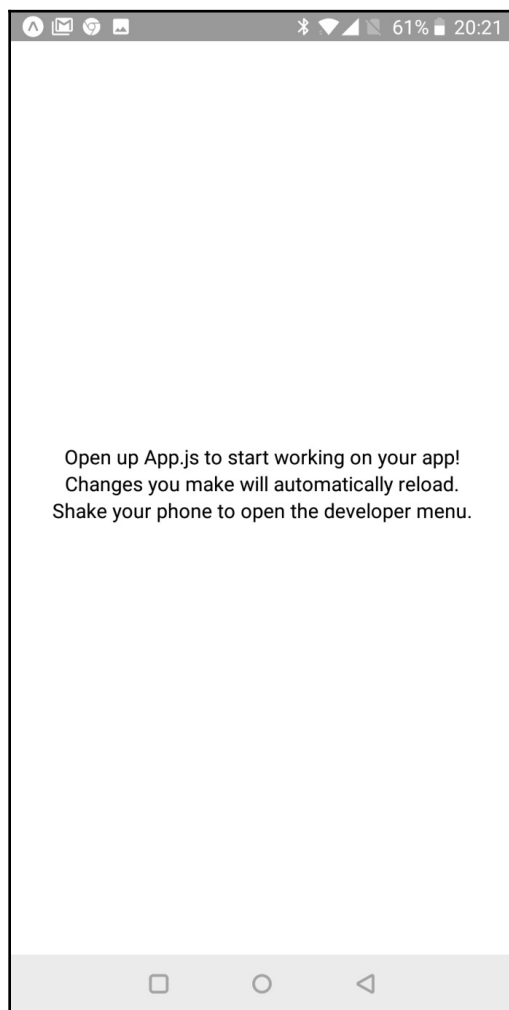 61% 20:21
Open up App.js to start working on your app!
Changes you make will automatically reload.
Shake your phone to open the developer menu.